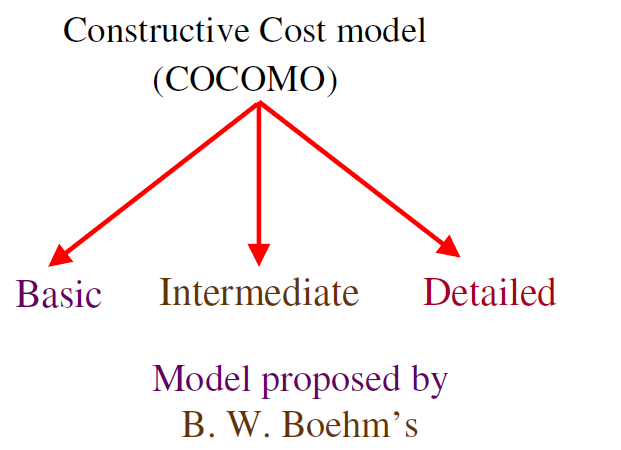 Constructive Cost model
(COCOMO)
Basic Intermediate Detailed
Model proposed by
B. W. Boehm’s